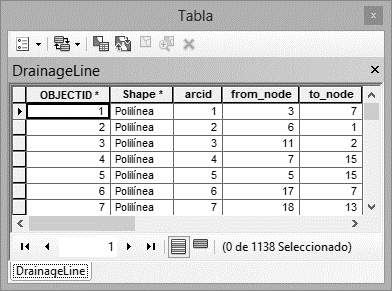 Tabla
DrainageLine
OBJECTID * Shape * arcid from_node to_node
1 Polilínea 1 3 7
2 Polilínea 2 6 1
3 Polilínea 3 11 2
4 Polilínea 4 7 15
5 Polilínea 5 5 15
6 Polilínea 6 17 7
7 Polilínea 7 18 13
1 (0 de 1138 Seleccionado)
DrainageLine